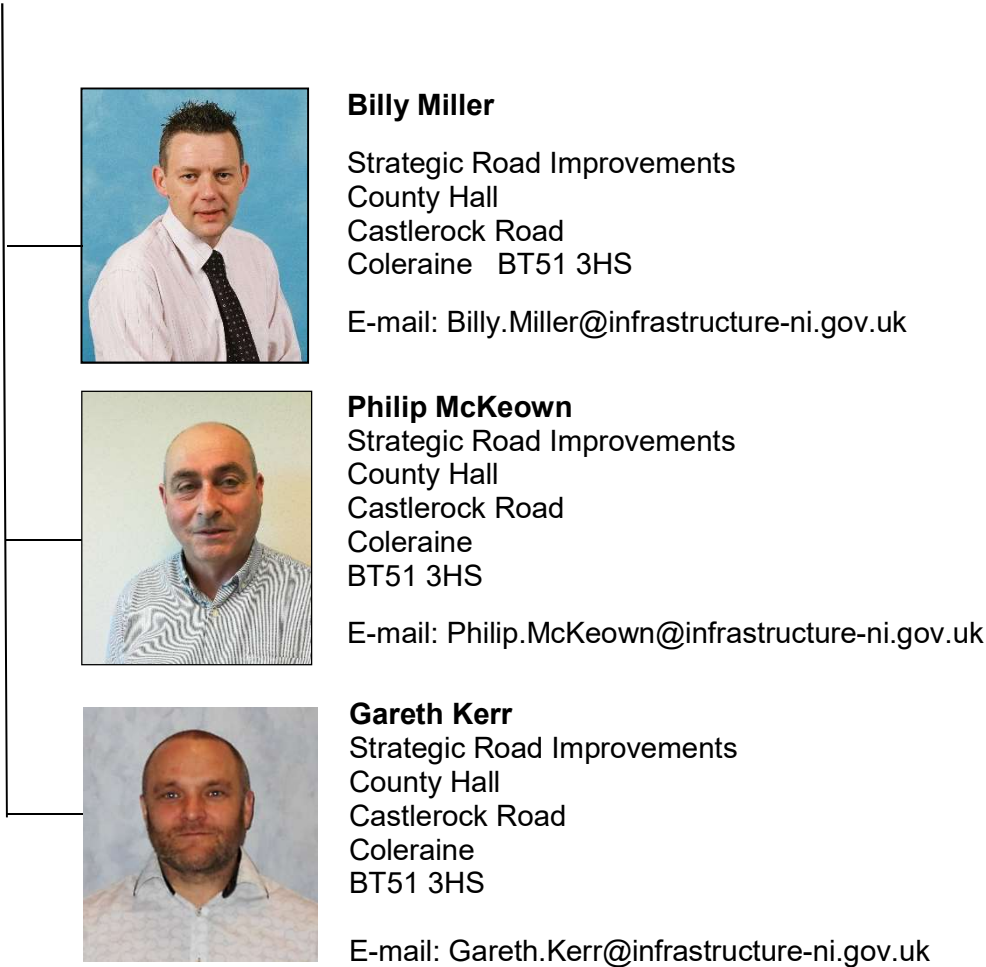 Billy Miller
Strategic Road Improvements
County Hall
Castlerock Road
Coleraine   BT51 3HS
E-mail: Billy.Miller@infrastructure-ni.gov.uk
Philip McKeown
Strategic Road Improvements
County Hall
Castlerock Road
Coleraine
BT51 3HS
E-mail: Philip.McKeown@infrastructure-ni.gov.uk
Gareth Kerr
Strategic Road Improvements
County Hall
Castlerock Road
Coleraine
BT51 3HS
E-mail: Gareth.Kerr@infrastructure-ni.gov.uk